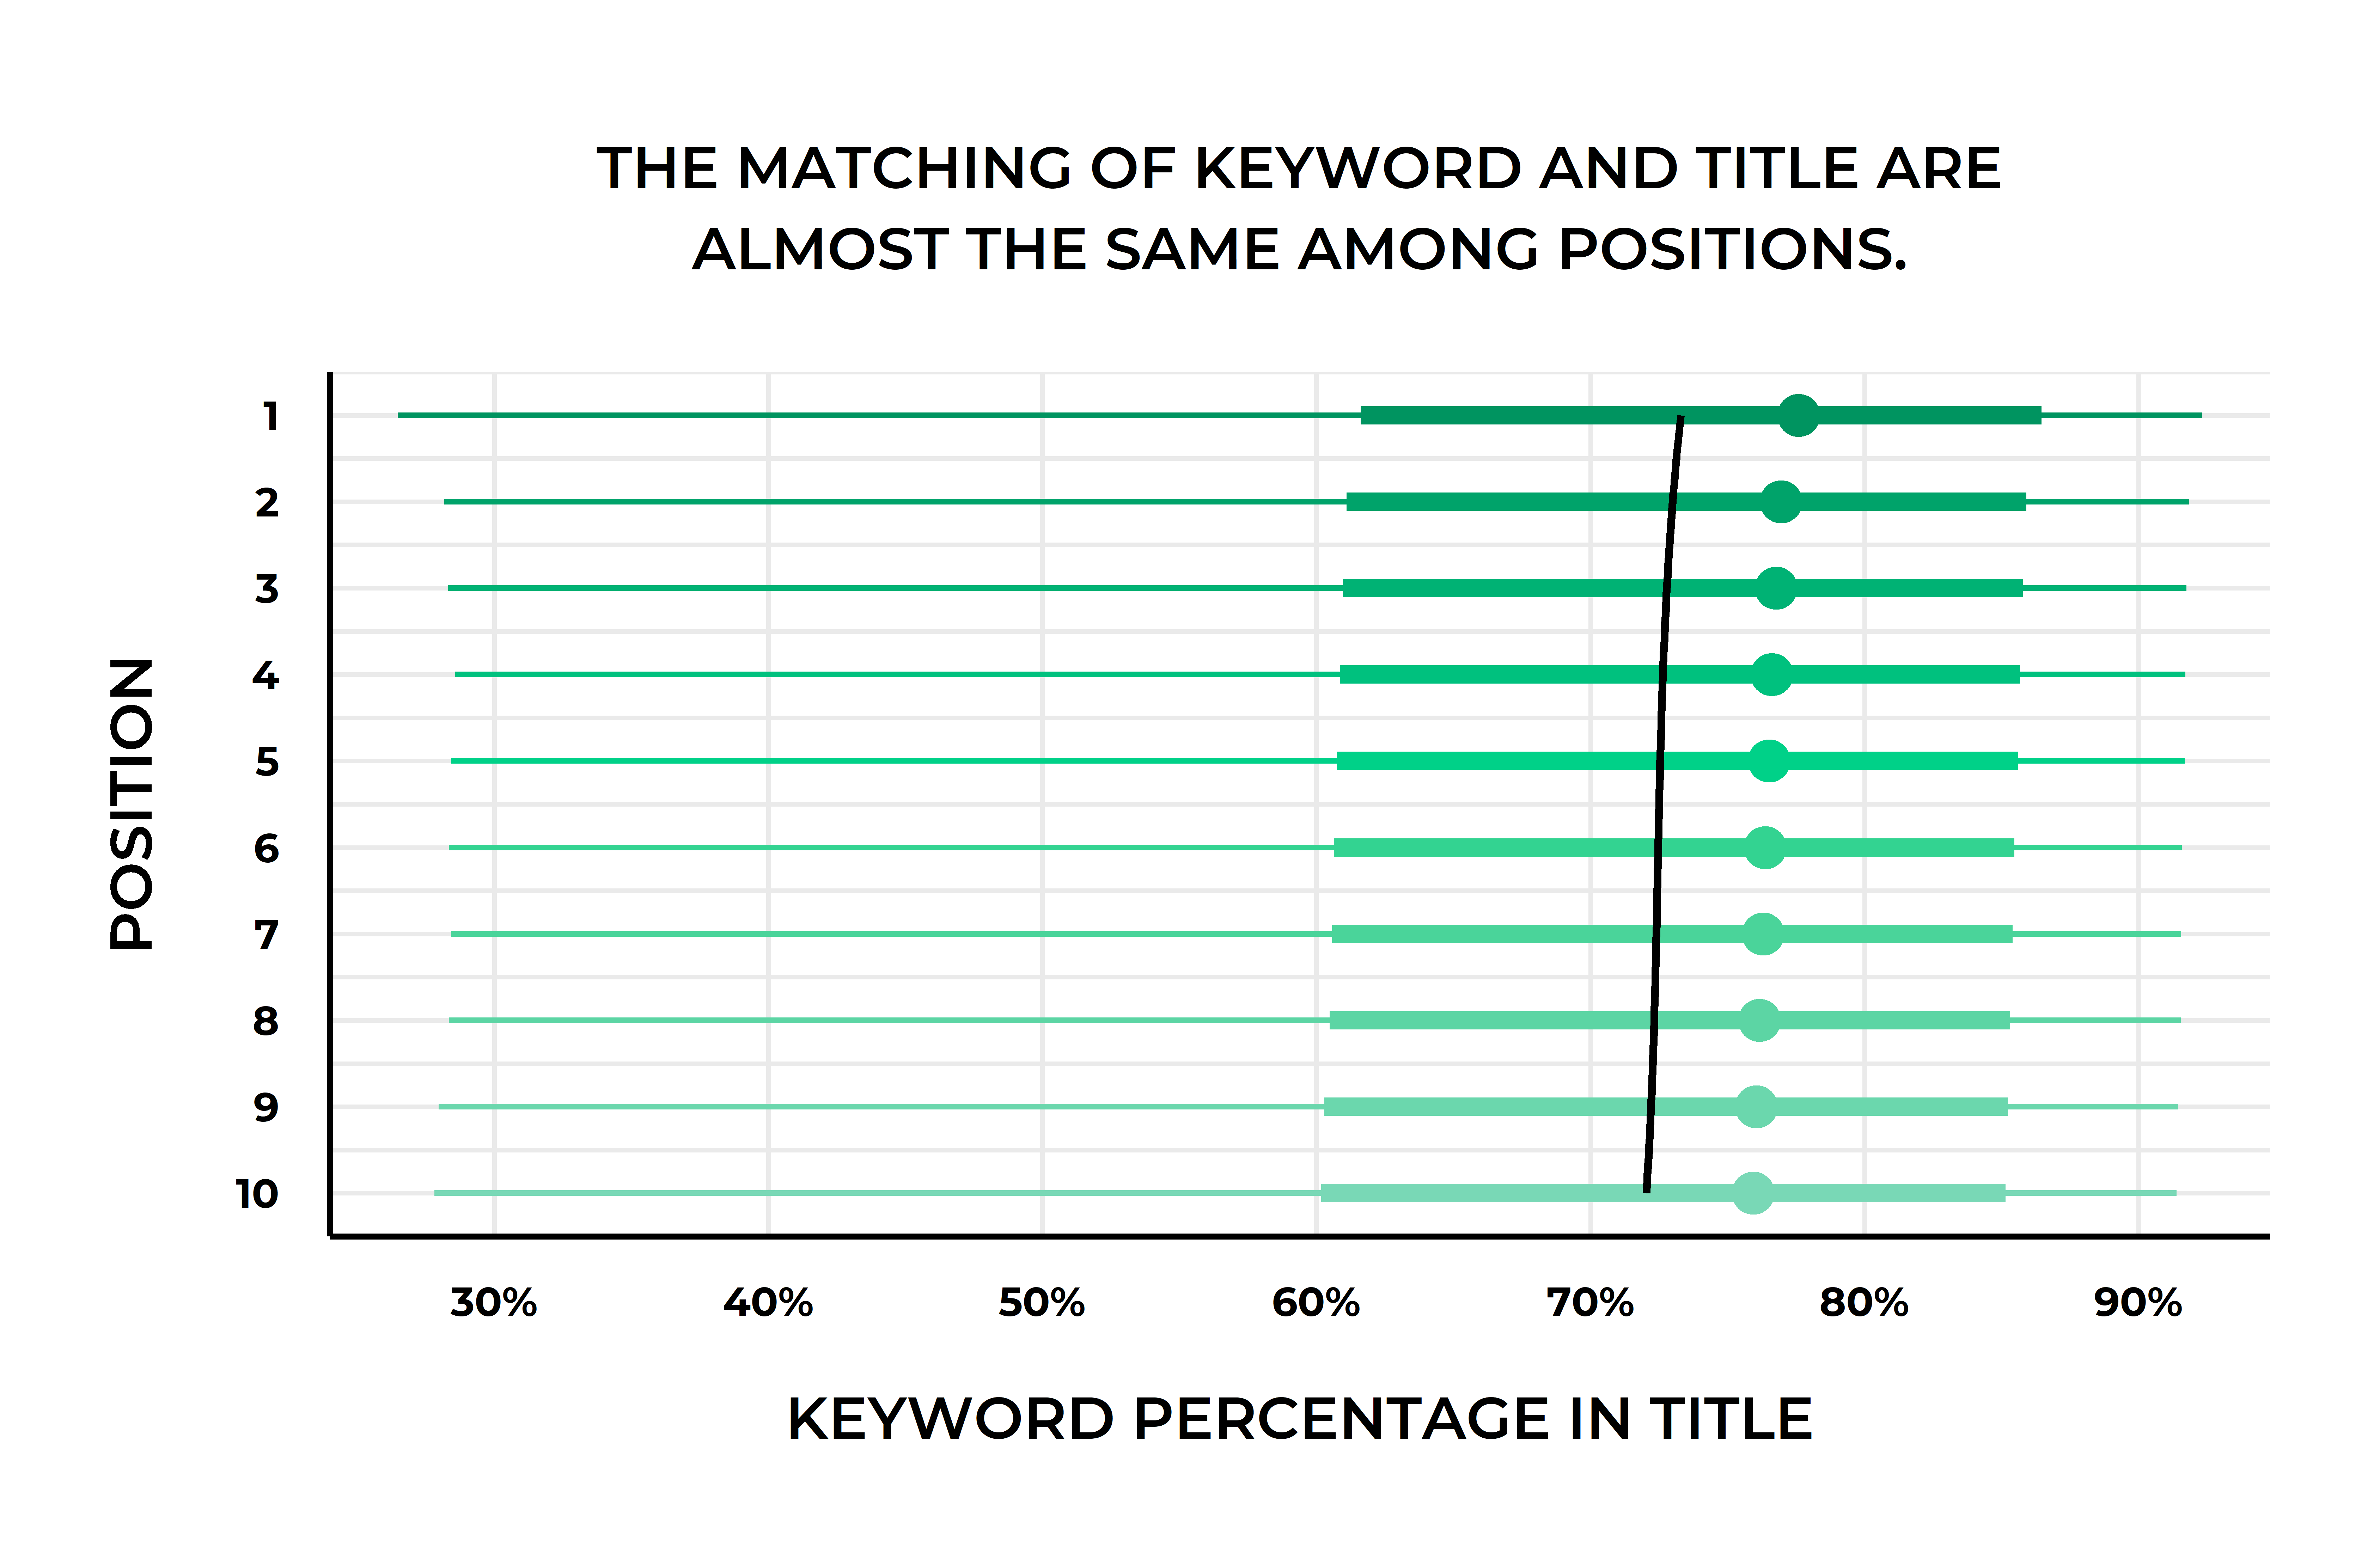 THE MATCHING OF KEYWORD AND TITLE ARE
ALMOST THE SAME AMONG POSITIONS.
POSITION
1
2
3
4
5
6
7
8
9
10
30% 40% 50% 60% 70% 80% 90%
KEYWORD PERCENTAGE IN TITLE